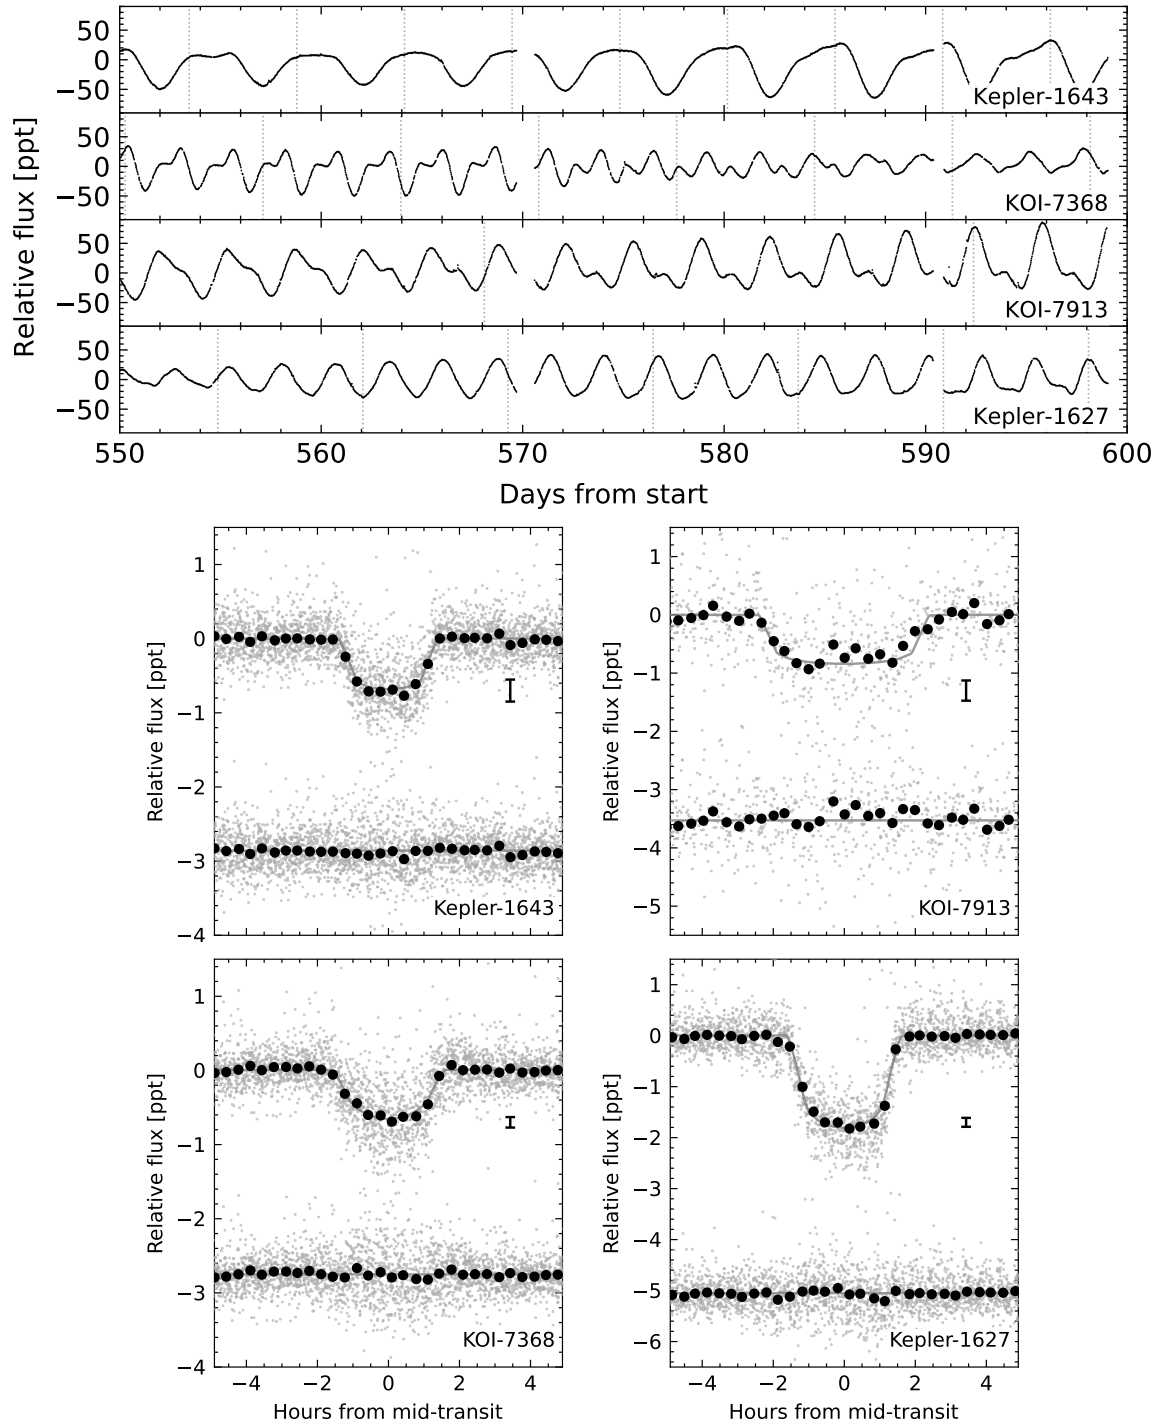 Relative flux [ppt]
50
0
−50
Kepler-1643
50
0
−50
KOI-7368
50
0
−50
KOI-7913
50
0
−50
Kepler-1627
550 560 570 580 590 600
Days from start
Relative flux [ppt]
1
0
−1
−2
−3
−4
Kepler-1643
Relative flux [ppt]
1
0
−1
−2
−3
−4
−5
KOI-7913
Relative flux [ppt]
1
0
−1
−2
−3
−4
KOI-7368
−4 −2 0 2 4
Hours from mid-transit
Relative flux [ppt]
1
0
−1
−2
−3
−4
−5
−6
Kepler-1627
−4 −2 0 2 4
Hours from mid-transit